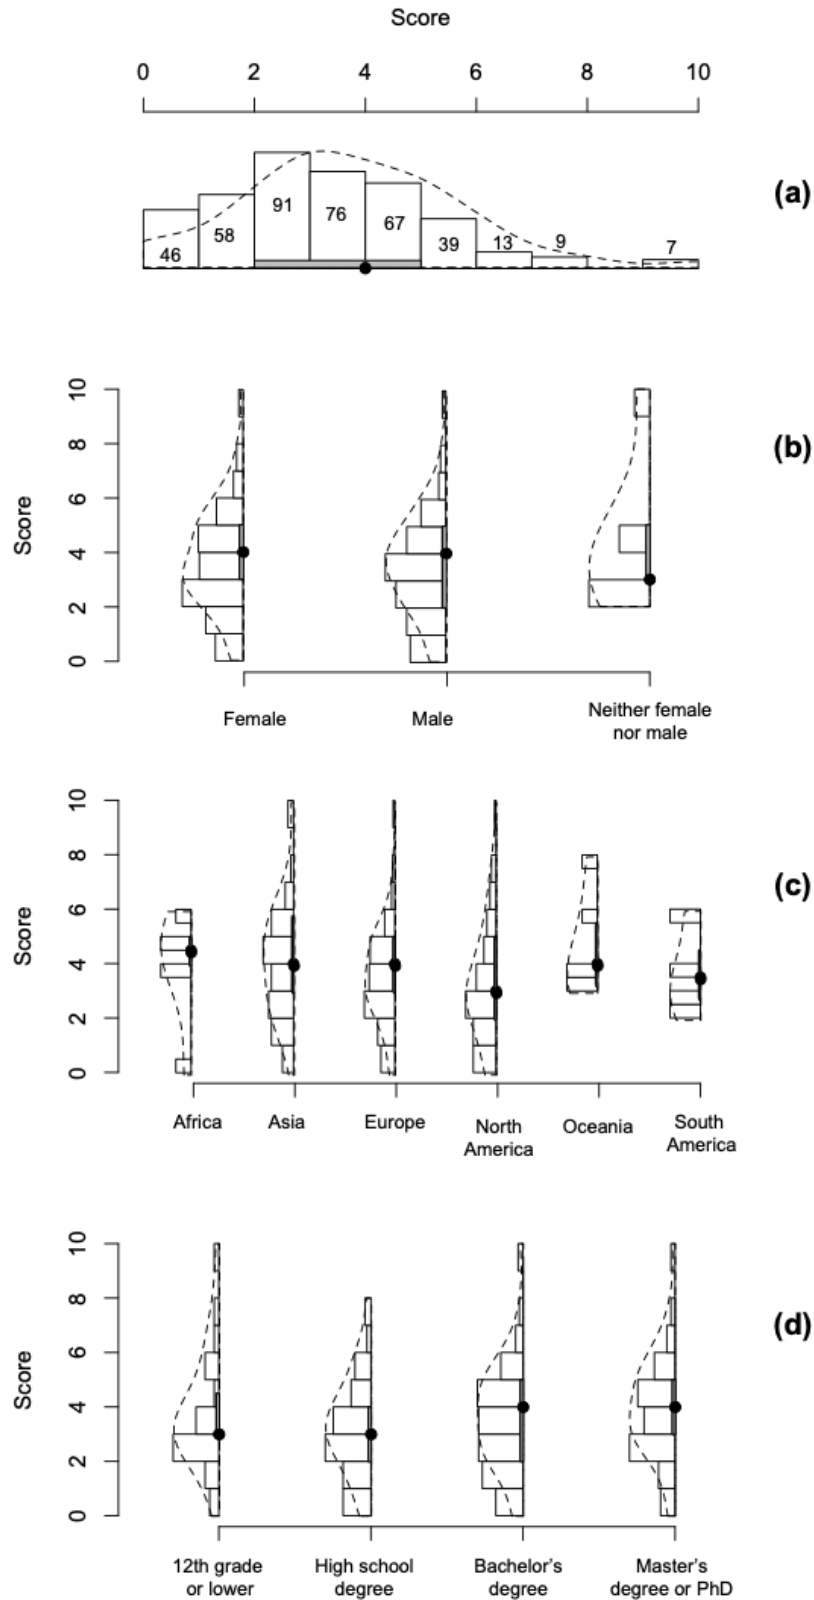 Score
0 2 4 6 8 10
(a)
46 58 91 76 67 39 13 9 7
(b)
Score
10
8
6
4
2
0
Female Male Neither female
nor male
(c)
Score
10
8
6
4
2
0
Africa Asia Europe North
America Oceania South
America
(d)
Score
10
8
6
4
2
0
12th grade
or lower
High school
degree
Bachelor's
degree
Master's
degree or PhD